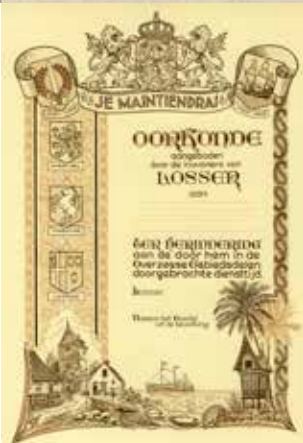 JE MAINTIENDRAI
OORKONDE
aangeboden
door de inwoners van
LOSSER
aan
TER HERINNERING
aan de door hem in de
Overzeese Gebiedsdelen
doorgebrachte diensttijd.